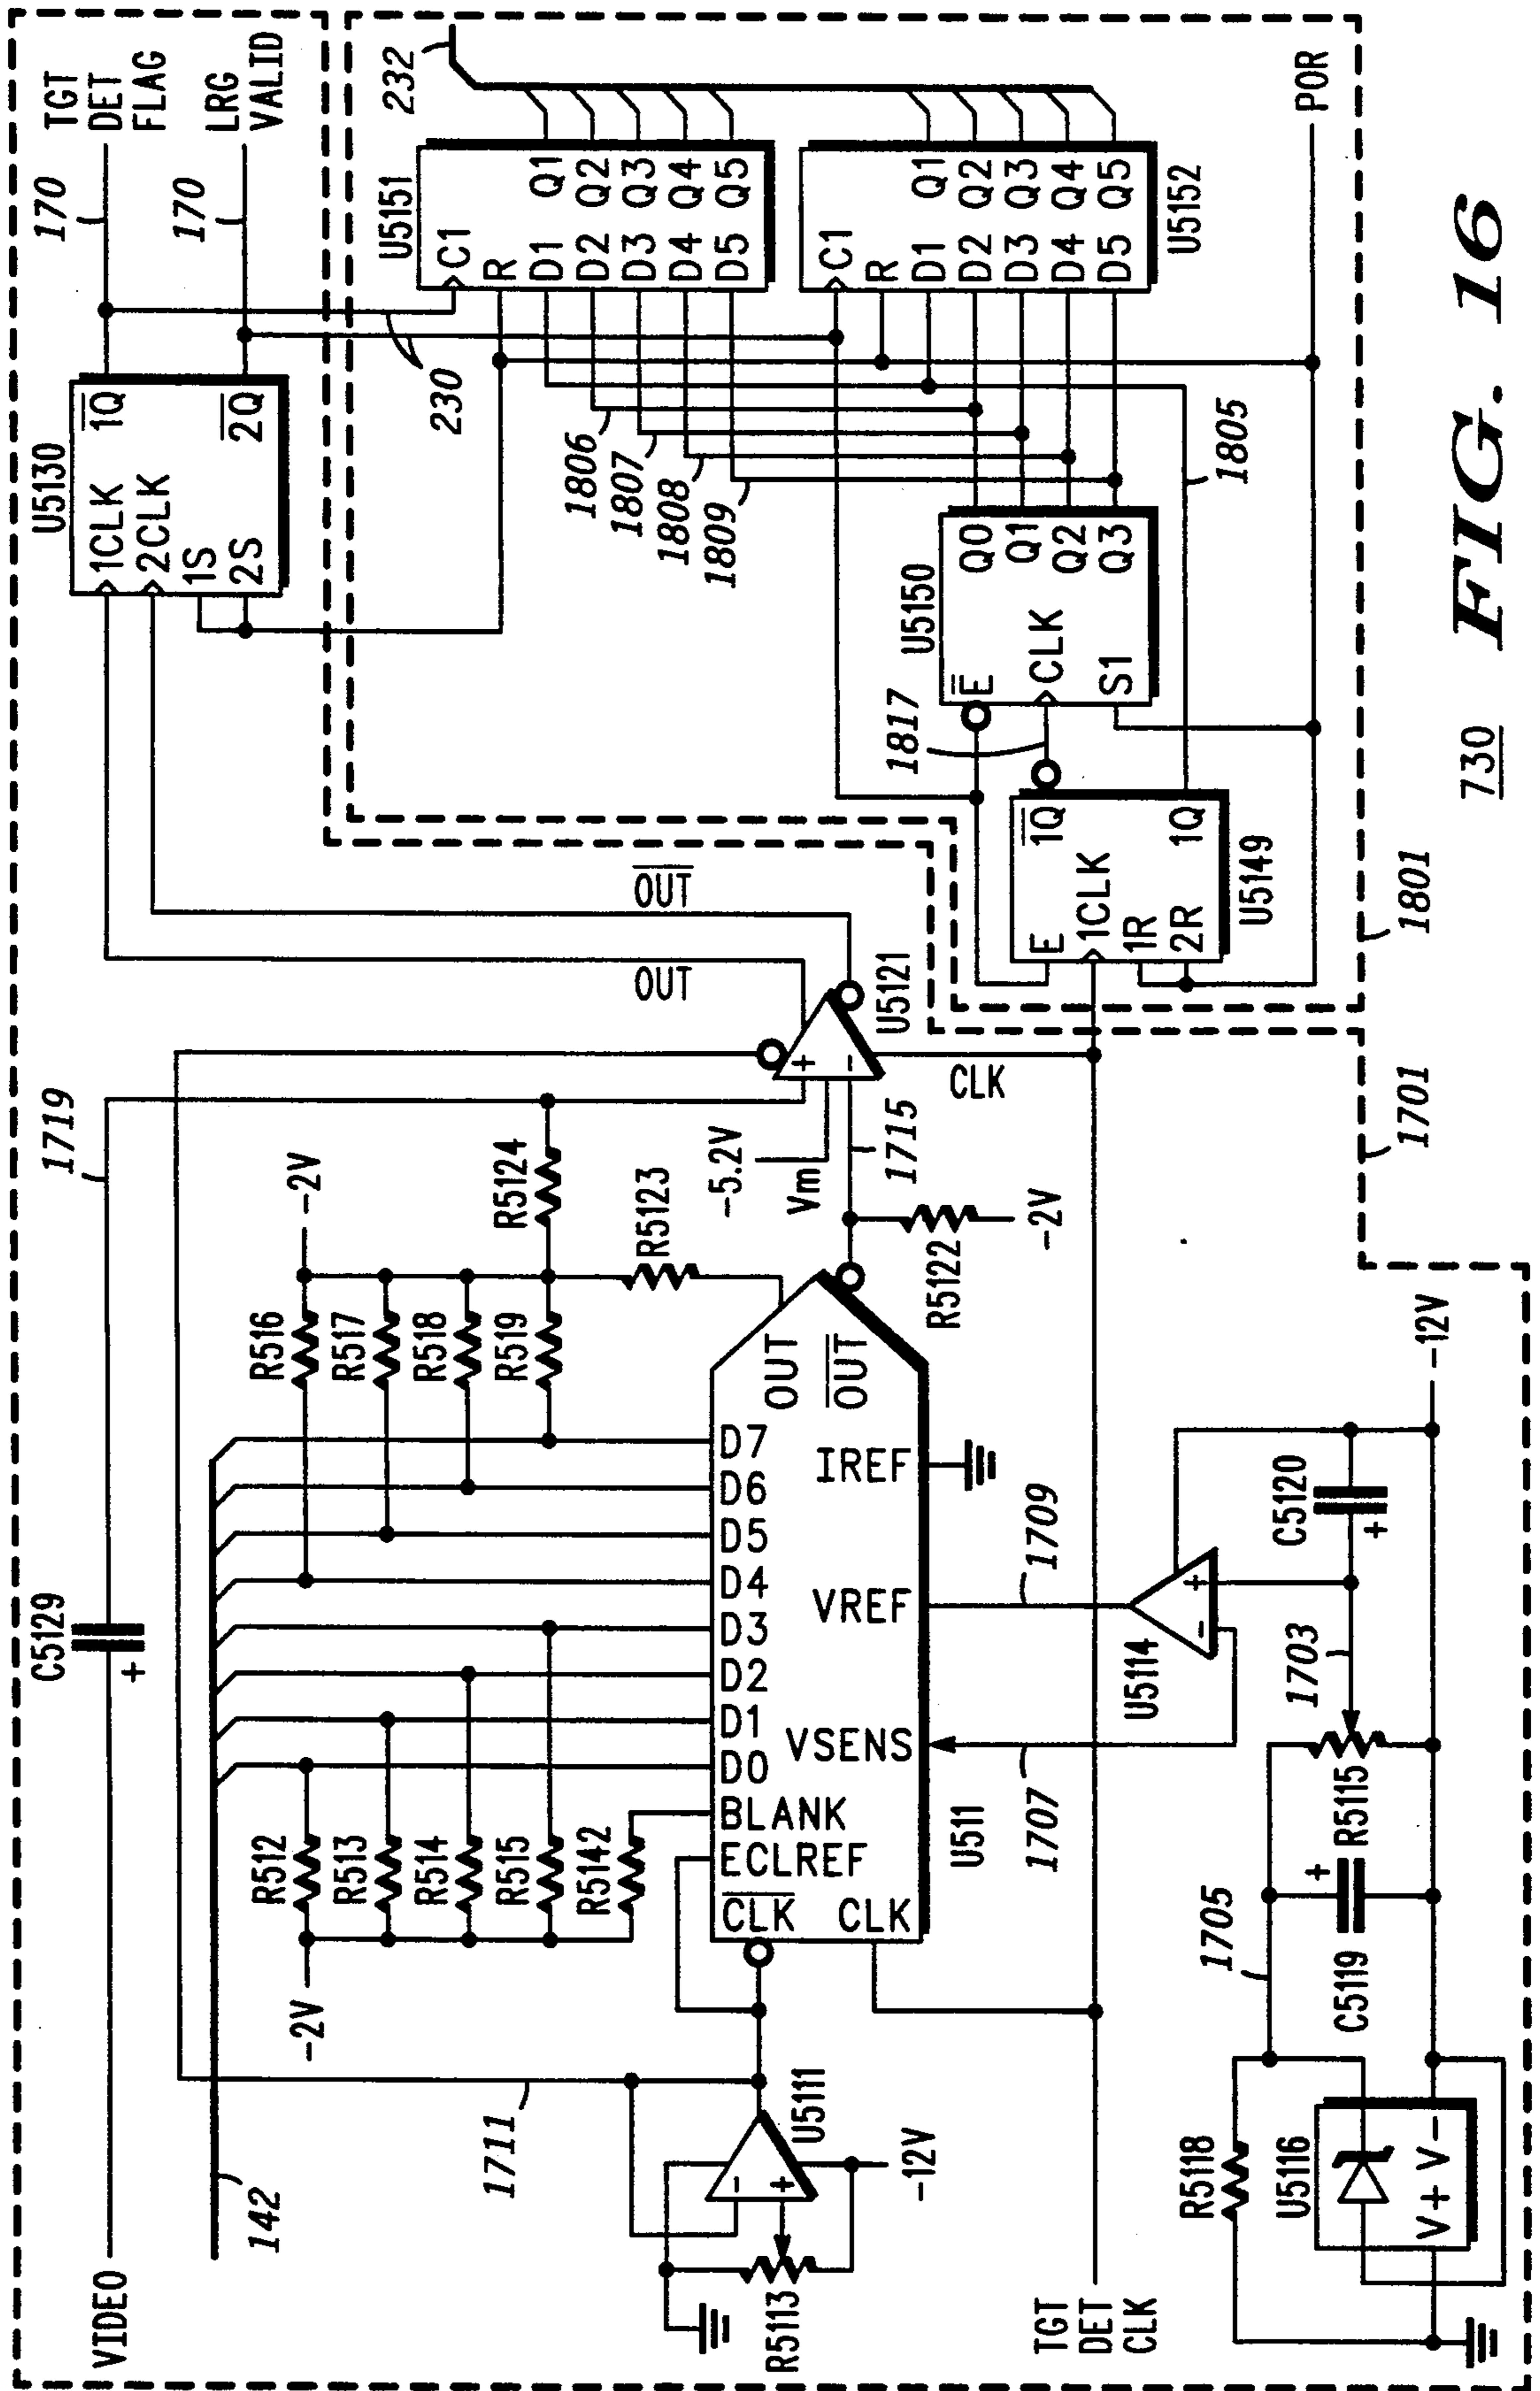 VIDEO
C5129
1719
TGT
DET
FLAG
170
LRG
VALID
170
U5130
1CLK
2CLK
1S
2S
1Q
2Q
230
232
142
1711
-2V
R512
R513
R514
R515
R5142
R516
R517
R518
R519
-2V
R5124
R5123
D0
D1
D2
D3
D4
D5
D6
D7
BLANK
ECLREF
CLK
CLK
VSENS
VREF
IREF
OUT
OUT
U511
R5122
-2V
-5.2V
Vm
1715
+
-
U5121
CLK
OUT
OUT
U5151
C1
R
D1 Q1
D2 Q2
D3 Q3
D4 Q4
D5 Q5
U5152
C1
R
D1 Q1
D2 Q2
D3 Q3
D4 Q4
D5 Q5
1806
1807
1808
1809
U5150
E
CLK
S1
Q0
Q1
Q2
Q3
1817
U5149
E
1CLK
1R
2R
1Q
1Q
1805
POR
1801
1701
R5113
-
+
U5111
-12V
TGT
DET
CLK
1707
1709
U5114
-
+
1703
C5120
+
-12V
R5115
1705
+
C5119
R5118
U5116
V+ V-
730
FIG. 16